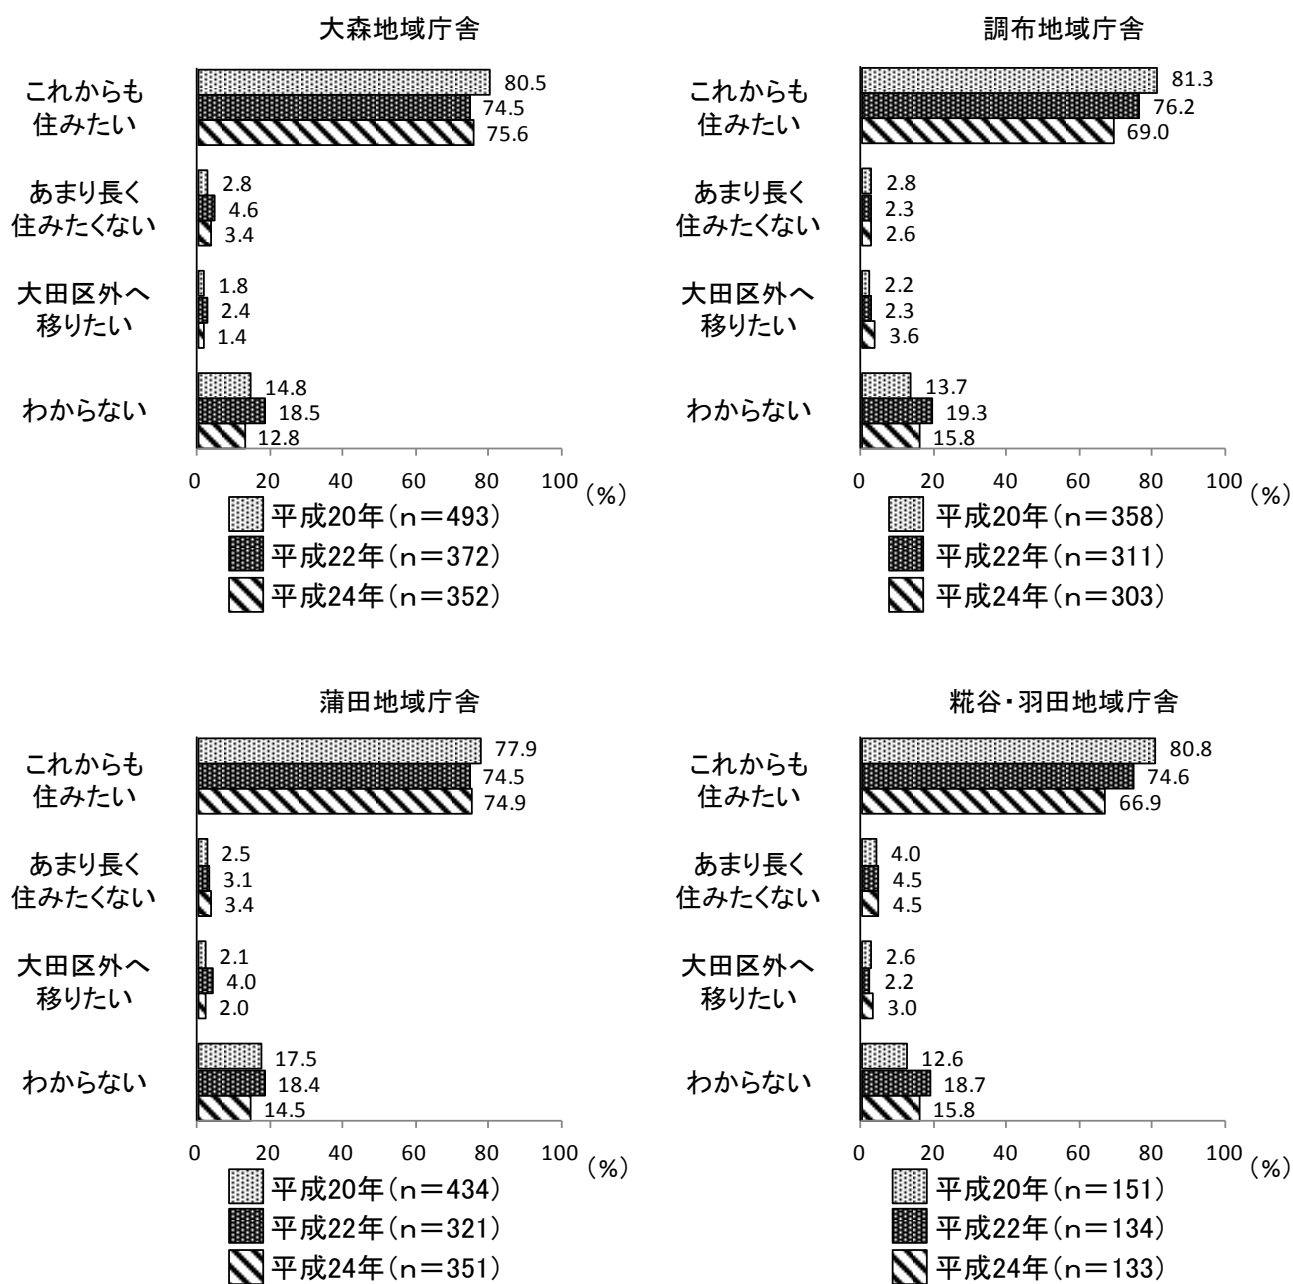 大森地域庁舎
これからも
住みたい
80.5
74.5
75.6
あまり長く
住みたくない
2.8
4.6
3.4
大田区外へ
移りたい
1.8
2.4
1.4
わからない
14.8
18.5
12.8
0 20 40 60 80 100 (%)
平成20年(n=493)
平成22年(n=372)
平成24年(n=352)
調布地域庁舎
これからも
住みたい
81.3
76.2
69.0
あまり長く
住みたくない
2.8
2.3
2.6
大田区外へ
移りたい
2.2
2.3
3.6
わからない
13.7
19.3
15.8
0 20 40 60 80 100 (%)
平成20年(n=358)
平成22年(n=311)
平成24年(n=303)
蒲田地域庁舎
これからも
住みたい
77.9
74.5
74.9
あまり長く
住みたくない
2.5
3.1
3.4
大田区外へ
移りたい
2.1
4.0
2.0
わからない
17.5
18.4
14.5
0 20 40 60 80 100 (%)
平成20年(n=434)
平成22年(n=321)
平成24年(n=351)
糀谷・羽田地域庁舎
これからも
住みたい
80.8
74.6
66.9
あまり長く
住みたくない
4.0
4.5
4.5
大田区外へ
移りたい
2.6
2.2
3.0
わからない
12.6
18.7
15.8
0 20 40 60 80 100 (%)
平成20年(n=151)
平成22年(n=134)
平成24年(n=133)